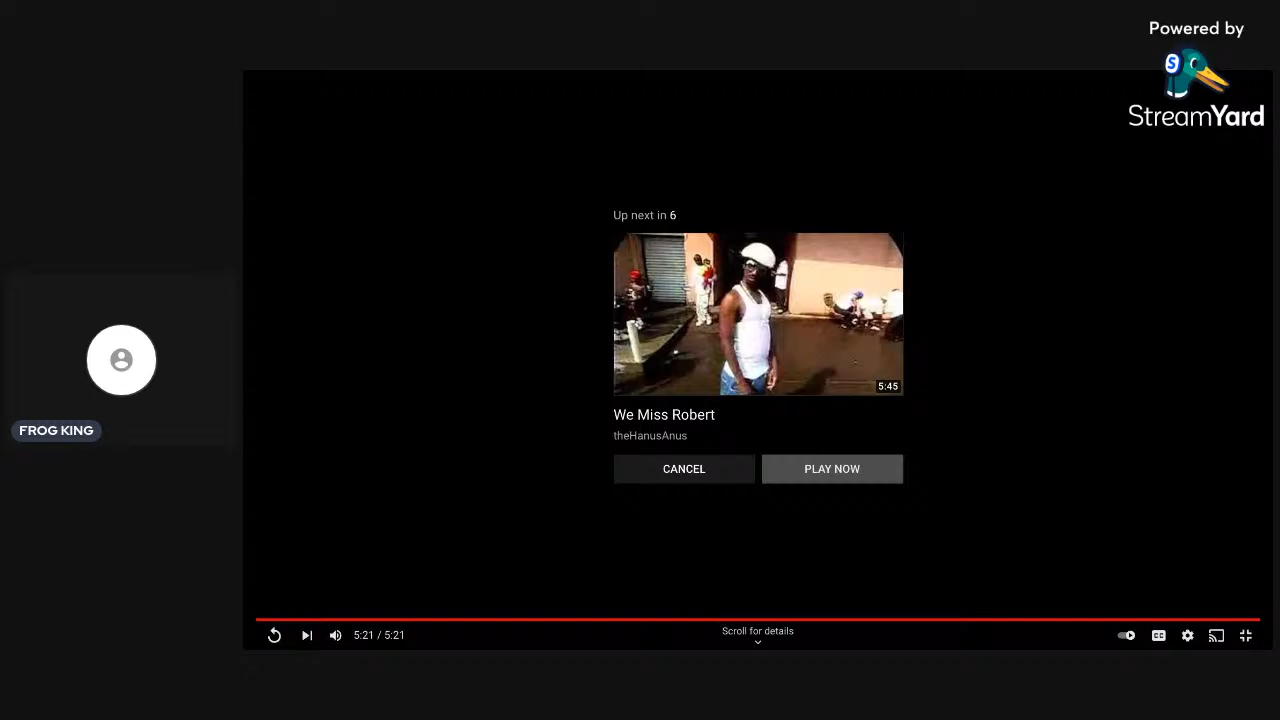 Powered by
S
StreamYard
Up next in 6
5:45
We Miss Robert
theHanusAnus
CANCEL
PLAY NOW
FROG KING
5:21 / 5:21
Scroll for details
CC